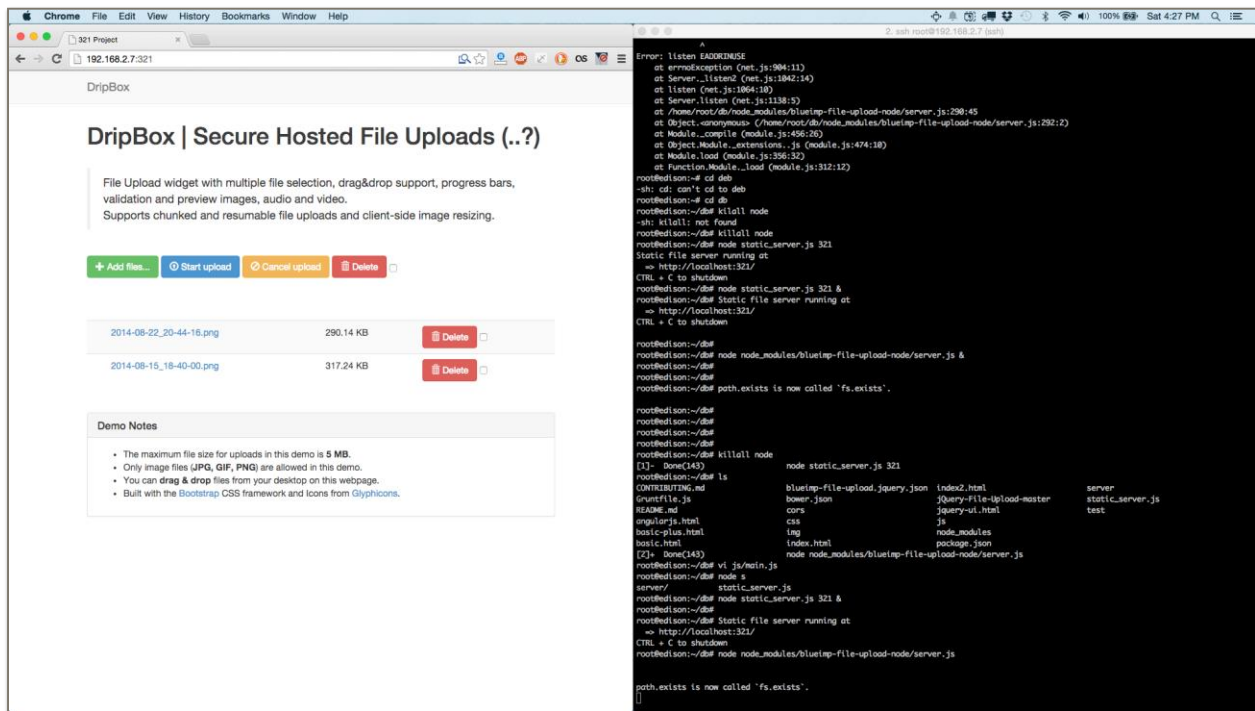 Chrome File Edit View History Bookmarks Window Help
100% Sat 4:27 PM
321 Project
192.168.2.7:321
DripBox
DripBox | Secure Hosted File Uploads (..?)
File Upload widget with multiple file selection, drag&drop support, progress bars,
validation and preview images, audio and video.
Supports chunked and resumable file uploads and client-side image resizing.
+ Add files... Start upload Cancel upload Delete
2014-08-22_20-44-16.png 290.14 KB Delete
2014-08-15_18-40-00.png 317.24 KB Delete
Demo Notes
• The maximum file size for uploads in this demo is 5 MB.
• Only image files (JPG, GIF, PNG) are allowed in this demo.
• You can drag & drop files from your desktop on this webpage.
• Built with the Bootstrap CSS framework and Icons from Glyphicons.
2. ssh root@192.168.2.7 (ssh)
^
Error: listen EADDRINUSE
at errnoException (net.js:904:11)
at Server._listen2 (net.js:1042:14)
at listen (net.js:1064:10)
at Server.listen (net.js:1138:5)
at /home/root/db/node_modules/blueimp-file-upload-node/server.js:290:45
at Object.<anonymous> (/home/root/db/node_modules/blueimp-file-upload-node/server.js:292:2)
at Module._compile (module.js:456:26)
at Object.Module._extensions..js (module.js:474:10)
at Module.load (module.js:356:32)
at Function.Module._load (module.js:312:12)
root@edison:~# cd deb
-sh: cd: can't cd to deb
root@edison:~# cd db
root@edison:~/db# kilall node
-sh: kilall: not found
root@edison:~/db# killall node
root@edison:~/db# node static_server.js 321
Static file server running at
=> http://localhost:321/
CTRL + C to shutdown
root@edison:~/db# node static_server.js 321 &
root@edison:~/db# Static file server running at
=> http://localhost:321/
CTRL + C to shutdown
root@edison:~/db#
root@edison:~/db# node node_modules/blueimp-file-upload-node/server.js &
root@edison:~/db#
root@edison:~/db#
root@edison:~/db# path.exists is now called `fs.exists`.
root@edison:~/db#
root@edison:~/db#
root@edison:~/db#
root@edison:~/db#
root@edison:~/db# killall node
[1]- Done(143) node static_server.js 321
root@edison:~/db# ls
CONTRIBUTING.md blueimp-file-upload.jquery.json index2.html server
Gruntfile.js bower.json jQuery-File-Upload-master static_server.js
README.md cors jquery-ui.html test
angularjs.html css js
basic-plus.html img node_modules
basic.html index.html package.json
[2]+ Done(143) node node_modules/blueimp-file-upload-node/server.js
root@edison:~/db# vi js/main.js
root@edison:~/db# node s
server/ static_server.js
root@edison:~/db# node static_server.js 321 &
root@edison:~/db#
root@edison:~/db# Static file server running at
=> http://localhost:321/
CTRL + C to shutdown
root@edison:~/db# node node_modules/blueimp-file-upload-node/server.js
path.exists is now called `fs.exists`.